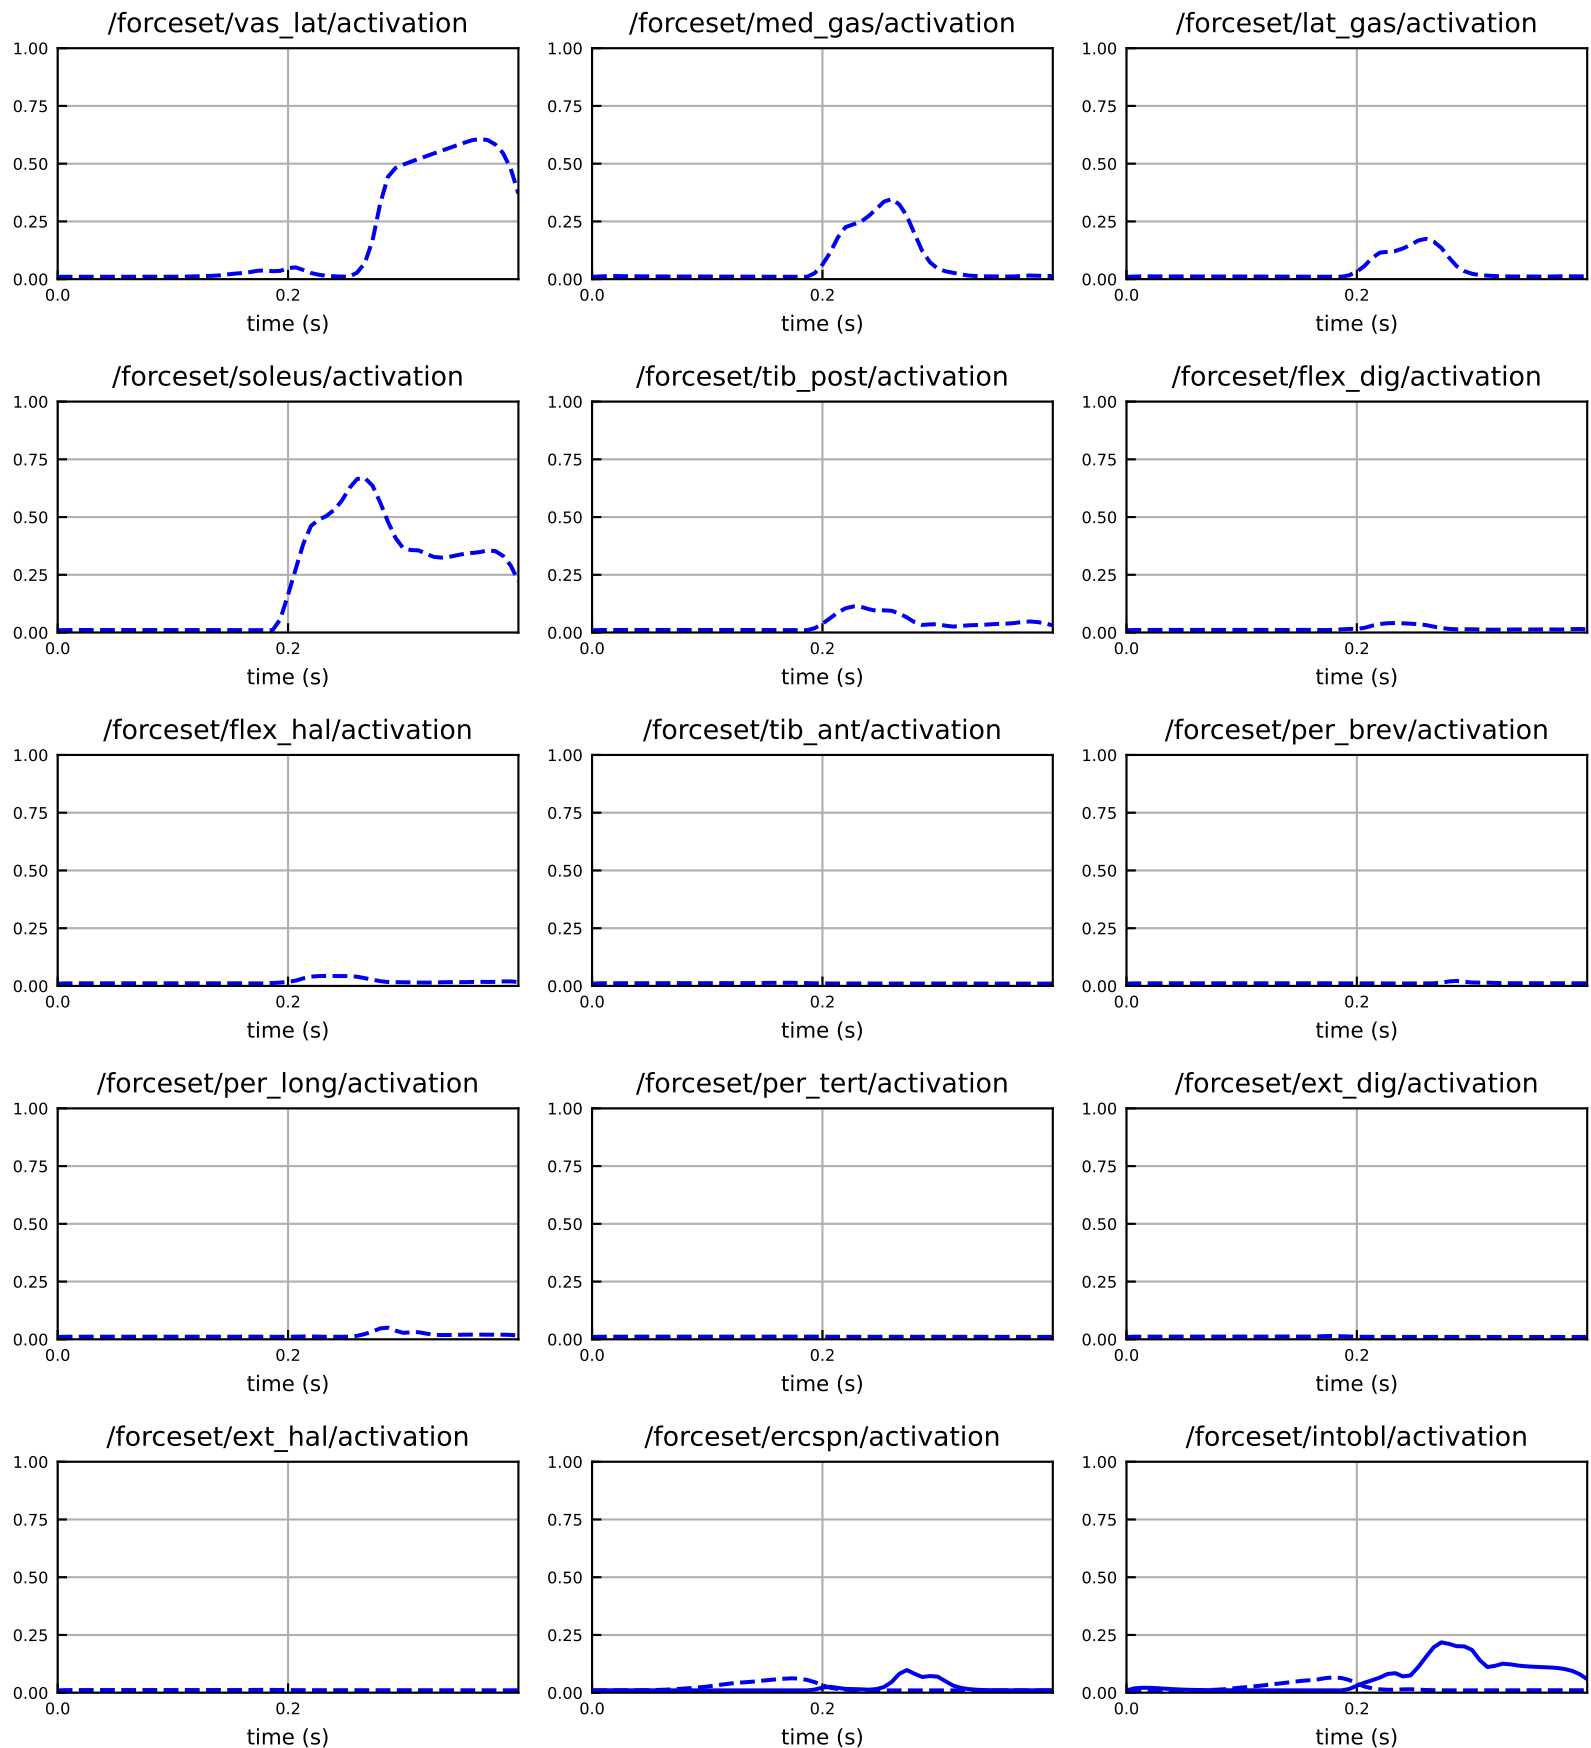 /forceset/vas_lat/activation /forceset/med_gas/activation /forceset/lat_gas/activation
1.00 1.00 1.00
0.75 0.75 0.75
0.50 0.50 0.50
0.25 0.25 0.25
0.00 0.00 0.00
0.0 0.2 0.0 0.2 0.0 0.2
time (s) time (s) time (s)
/forceset/soleus/activation /forceset/tib_post/activation /forceset/flex_dig/activation
1.00 1.00 1.00
0.75 0.75 0.75
0.50 0.50 0.50
0.25 0.25 0.25
0.00 0.00 0.00
0.0 0.2 0.0 0.2 0.0 0.2
time (s) time (s) time (s)
/forceset/flex_hal/activation /forceset/tib_ant/activation /forceset/per_brev/activation
1.00 1.00 1.00
0.75 0.75 0.75
0.50 0.50 0.50
0.25 0.25 0.25
0.00 0.00 0.00
0.0 0.2 0.0 0.2 0.0 0.2
time (s) time (s) time (s)
/forceset/per_long/activation /forceset/per_tert/activation /forceset/ext_dig/activation
1.00 1.00 1.00
0.75 0.75 0.75
0.50 0.50 0.50
0.25 0.25 0.25
0.00 0.00 0.00
0.0 0.2 0.0 0.2 0.0 0.2
time (s) time (s) time (s)
/forceset/ext_hal/activation /forceset/ercspn/activation /forceset/intobl/activation
1.00 1.00 1.00
0.75 0.75 0.75
0.50 0.50 0.50
0.25 0.25 0.25
0.00 0.00 0.00
0.0 0.2 0.0 0.2 0.0 0.2
time (s) time (s) time (s)